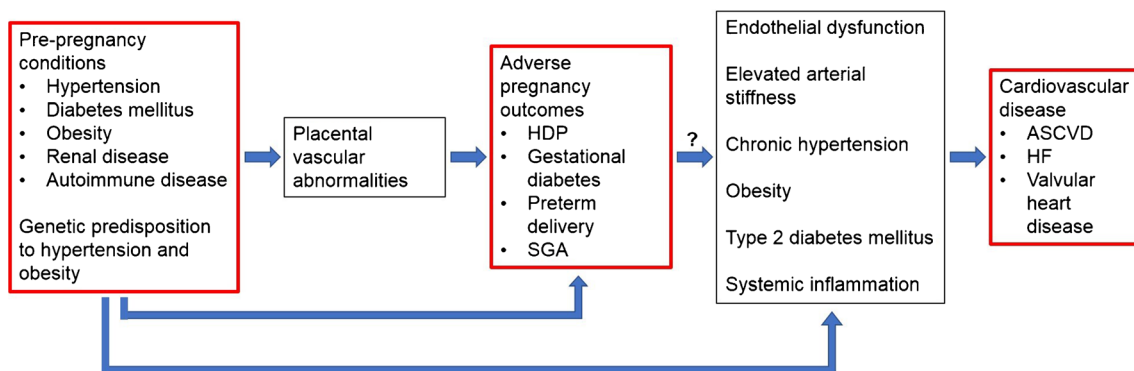 Pre-pregnancy
conditions
• Hypertension
• Diabetes mellitus
• Obesity
• Renal disease
• Autoimmune disease
Genetic predisposition
to hypertension and
obesity
Placental
vascular
abnormalities
Adverse
pregnancy
outcomes
• HDP
• Gestational
diabetes
• Preterm
delivery
• SGA
?
Endothelial dysfunction
Elevated arterial
stiffness
Chronic hypertension
Obesity
Type 2 diabetes mellitus
Systemic inflammation
Cardiovascular
disease
• ASCVD
• HF
• Valvular
heart
disease